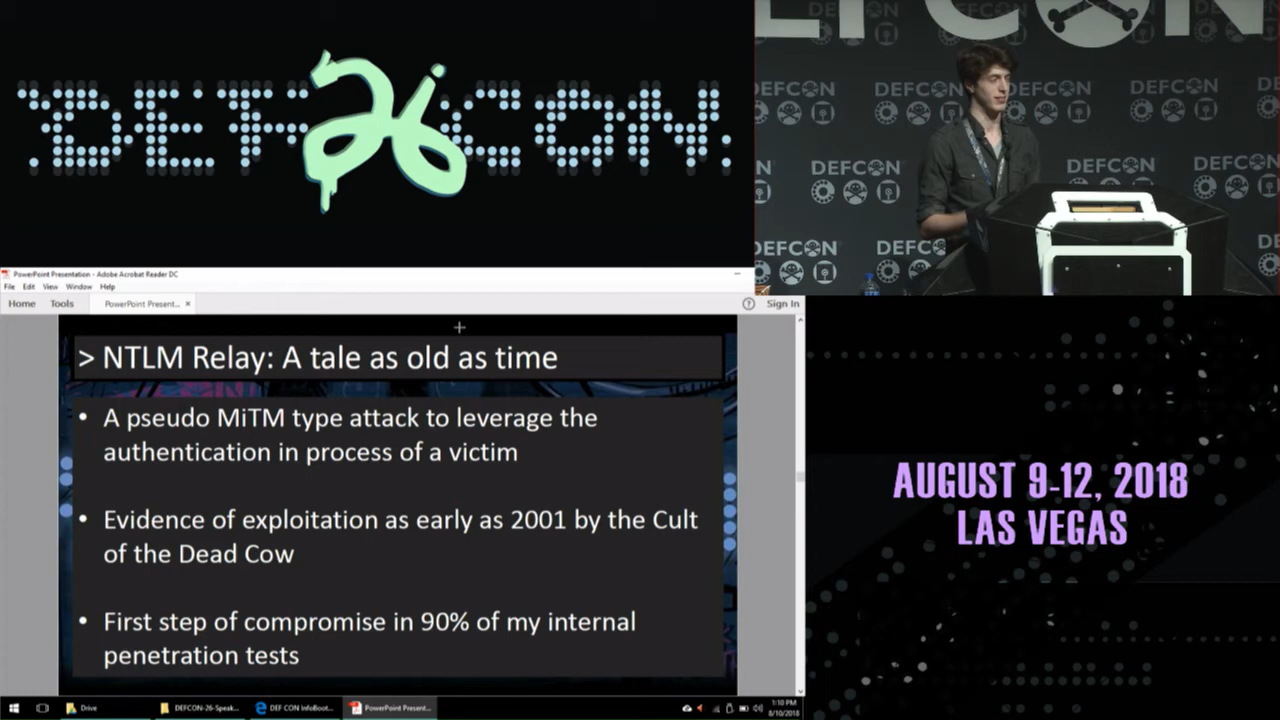 DEF 26 CON
DEFCON
DEFCON
DEFCON
DEFCON
DEFCON
DEFCON
DEFCON
DEFCON
DEFCON
DEFCON
PowerPoint Presentation - Adobe Acrobat Reader DC
File Edit View Window Help
Home Tools PowerPoint Present... × ? Sign In
> NTLM Relay: A tale as old as time
• A pseudo MiTM type attack to leverage the
authentication in process of a victim
• Evidence of exploitation as early as 2001 by the Cult
of the Dead Cow
• First step of compromise in 90% of my internal
penetration tests
AUGUST 9-12, 2018
LAS VEGAS
Drive DEFCON-26-Speak... DEF CON InfoBoot... PowerPoint Present... 1:10 PM
8/10/2018